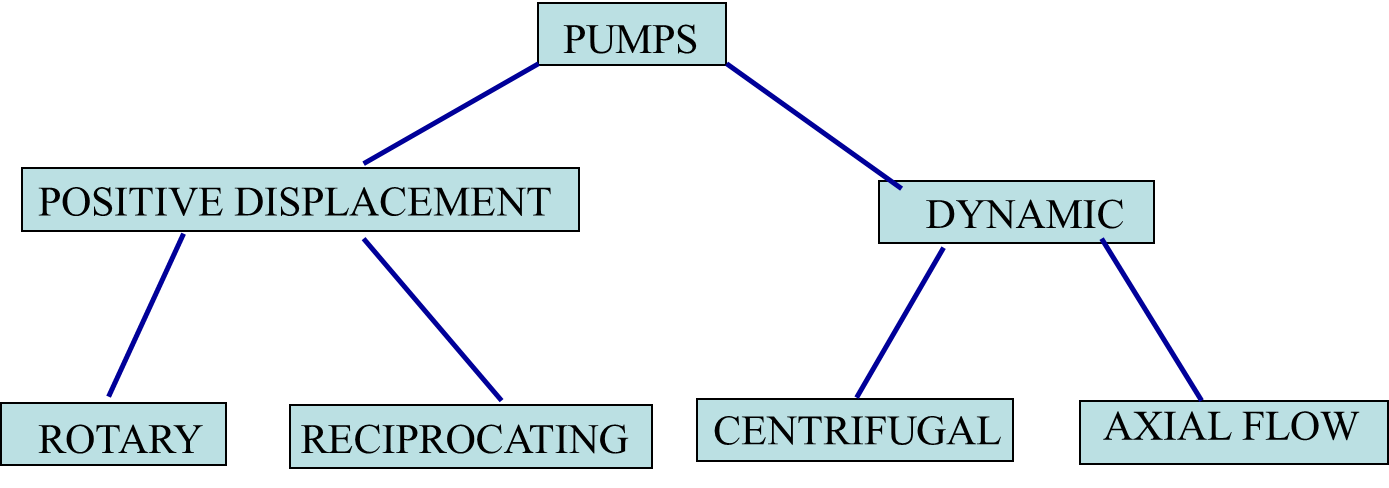 PUMPS
POSITIVE DISPLACEMENT
DYNAMIC
ROTARY
RECIPROCATING
CENTRIFUGAL
AXIAL FLOW